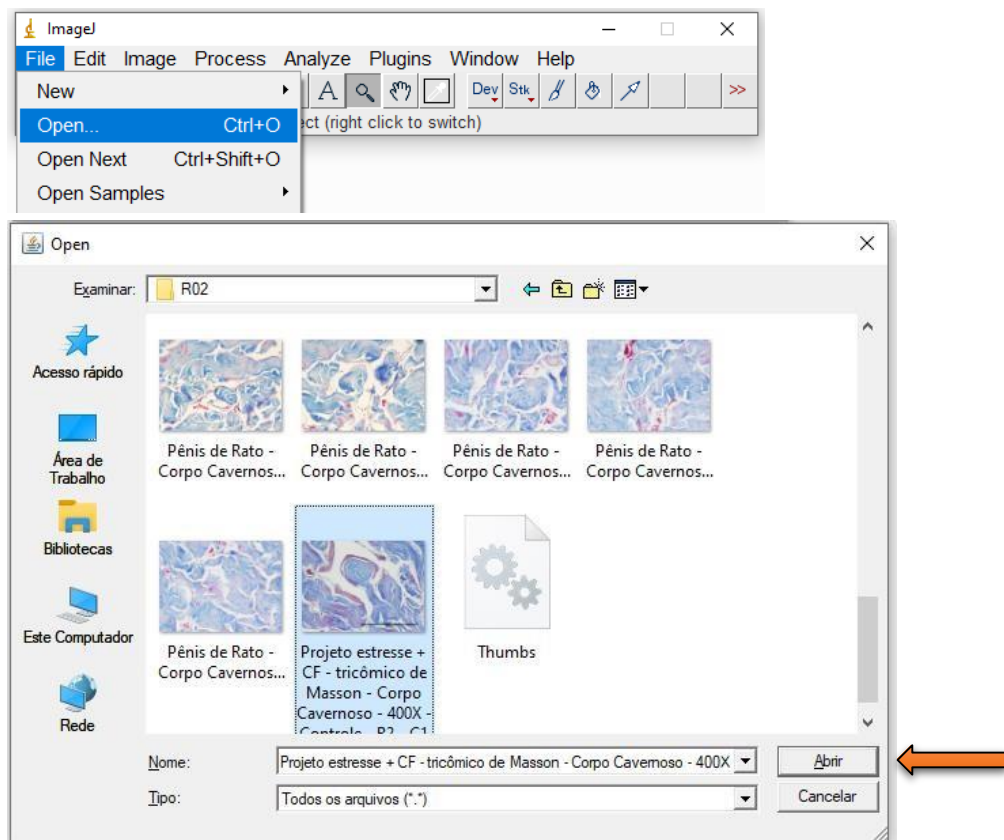 ImageJ
File Edit Image Process Analyze Plugins Window Help
New
A Dev Stk >>
Open... Ctrl+O
ect (right click to switch)
Open Next Ctrl+Shift+O
Open Samples
Open
Examinar: R02
Acesso rápido
Área de
Trabalho
Bibliotecas
Este Computador
Rede
Pênis de Rato -
Corpo Cavernos...
Pênis de Rato -
Corpo Cavernos...
Pênis de Rato -
Corpo Cavernos...
Pênis de Rato -
Corpo Cavernos...
Pênis de Rato -
Corpo Cavernos...
Projeto estresse +
CF - tricômico de
Masson - Corpo
Cavernoso - 400X -
Controle - R2 - C1
Thumbs
Nome: Projeto estresse + CF - tricômico de Masson - Corpo Cavernoso - 400X Abrir
Tipo: Todos os arquivos (*.*) Cancelar